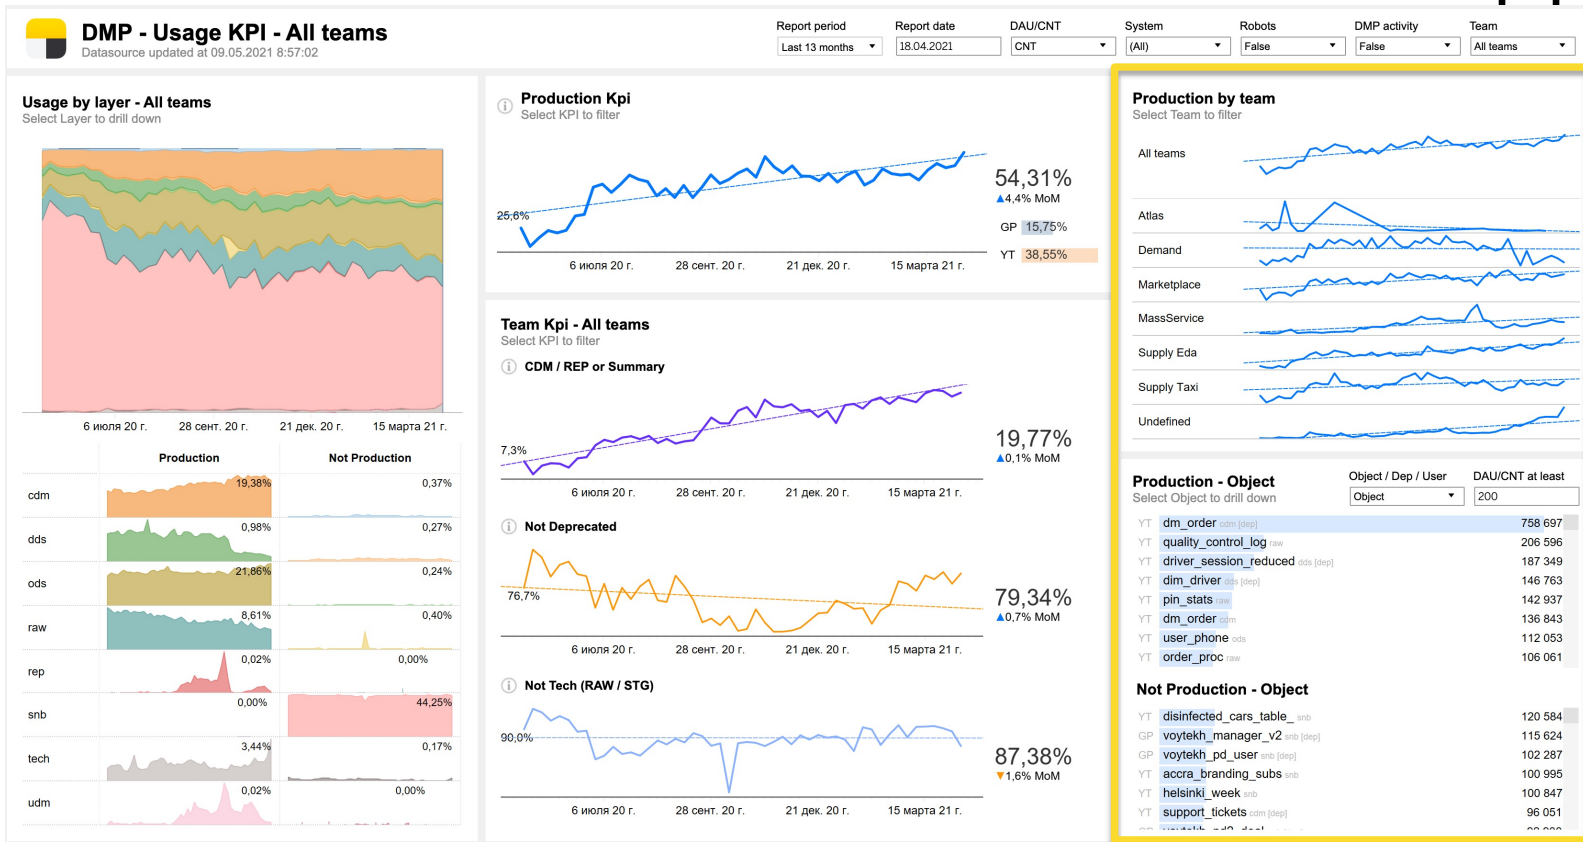 DMP - Usage KPI - All teams
Datasource updated at 09.05.2021 8:57:02
Report period
Last 13 months
Report date
18.04.2021
DAU/CNT
CNT
System
(All)
Robots
False
DMP activity
False
Team
All teams
Usage by layer - All teams
Select Layer to drill down
6 июля 20 г. 28 сент. 20 г. 21 дек. 20 г. 15 марта 21 г.
Production Not Production
cdm 19,38% 0,37%
dds 0,98% 0,27%
ods 21,86% 0,24%
raw 8,61% 0,40%
rep 0,02% 0,00%
snb 0,00% 44,25%
tech 3,44% 0,17%
udm 0,02% 0,00%
Production Kpi
Select KPI to filter
25,6%
54,31%
▲4,4% MoM
GP 15,75%
YT 38,55%
6 июля 20 г. 28 сент. 20 г. 21 дек. 20 г. 15 марта 21 г.
Team Kpi - All teams
Select KPI to filter
CDM / REP or Summary
7,3%
19,77%
▲0,1% MoM
6 июля 20 г. 28 сент. 20 г. 21 дек. 20 г. 15 марта 21 г.
Not Deprecated
76,7%
79,34%
▲0,7% MoM
6 июля 20 г. 28 сент. 20 г. 21 дек. 20 г. 15 марта 21 г.
Not Tech (RAW / STG)
90,0%
87,38%
▼1,6% MoM
6 июля 20 г. 28 сент. 20 г. 21 дек. 20 г. 15 марта 21 г.
Production by team
Select Team to filter
All teams
Atlas
Demand
Marketplace
MassService
Supply Eda
Supply Taxi
Undefined
Production - Object
Select Object to drill down
Object / Dep / User
Object
DAU/CNT at least
200
YT dm_order cdm [dep] 758 697
YT quality_control_log raw 206 596
YT driver_session_reduced dds [dep] 187 349
YT dim_driver dds [dep] 146 763
YT pin_stats raw 142 937
YT dm_order cdm 136 843
YT user_phone ods 112 053
YT order_proc raw 106 061
Not Production - Object
YT disinfected_cars_table_ snb 120 584
GP voytekh_manager_v2 snb [dep] 115 624
GP voytekh_pd_user snb [dep] 102 287
YT accra_branding_subs snb 100 995
YT helsinki_week snb 100 847
YT support_tickets cdm [dep] 96 051